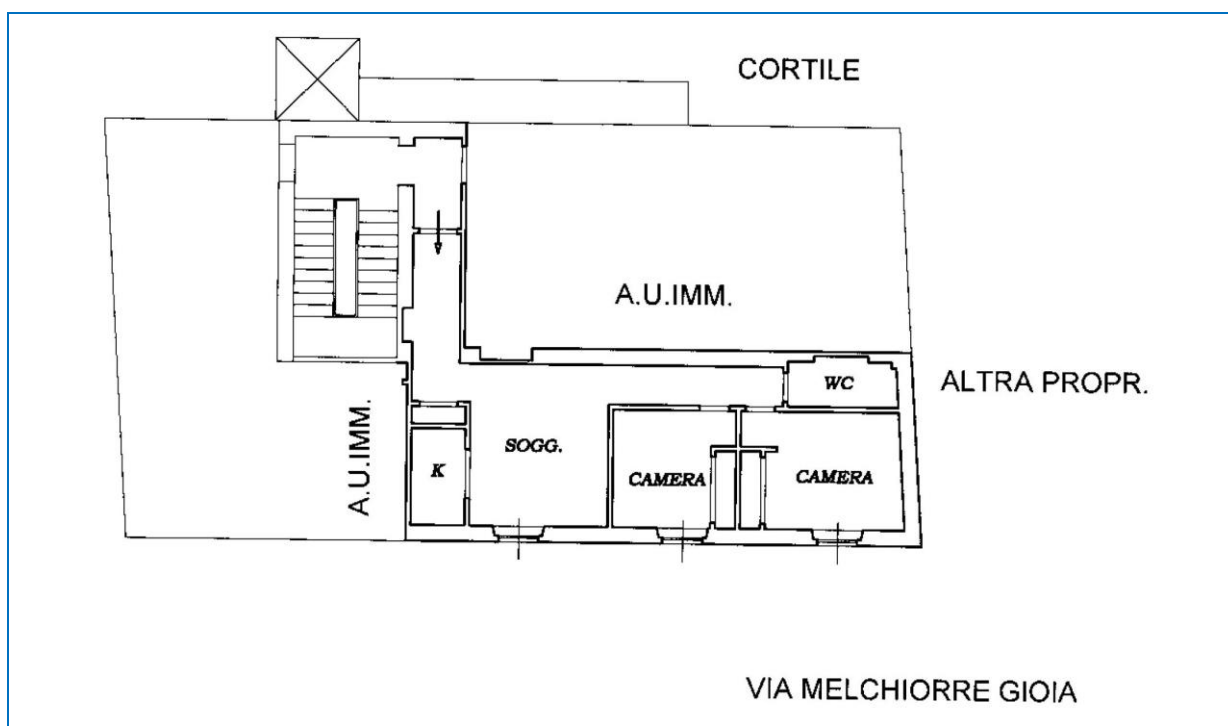 CORTILE
A.U.IMM.
WC
ALTRA PROPR.
A.U.IMM.
SOGG.
K
CAMERA
CAMERA
VIA MELCHIORRE GIOIA